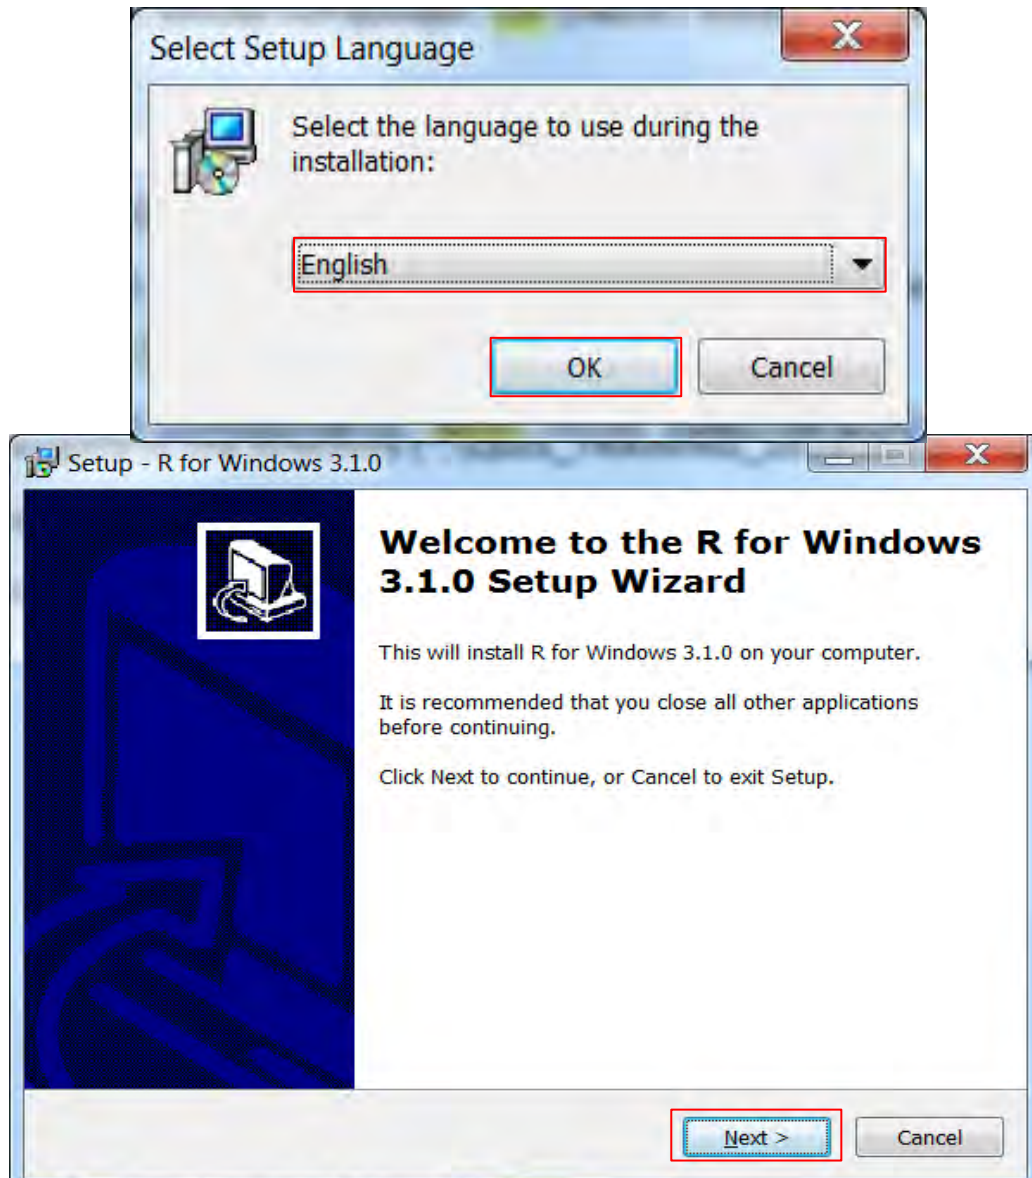 Select Setup Language
Select the language to use during the
installation:
English
OK
Cancel
Setup - R for Windows 3.1.0
Welcome to the R for Windows
3.1.0 Setup Wizard
This will install R for Windows 3.1.0 on your computer.
It is recommended that you close all other applications
before continuing.
Click Next to continue, or Cancel to exit Setup.
Next >
Cancel